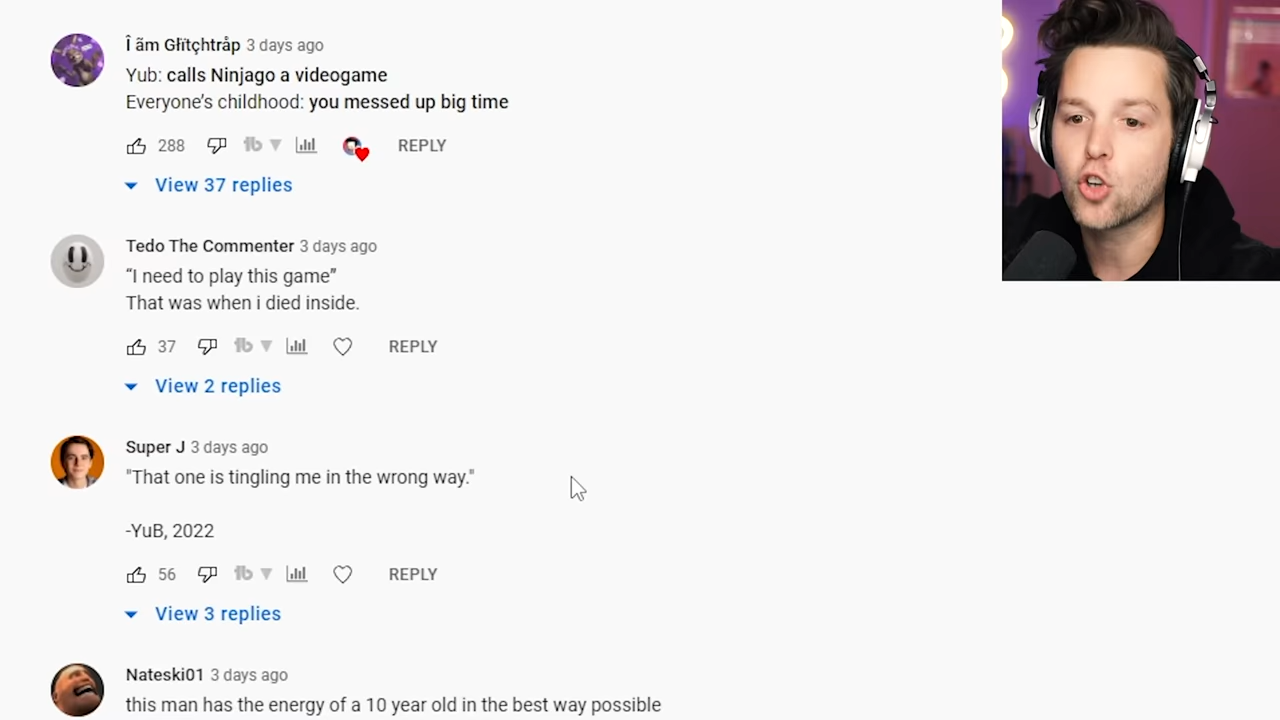 Î ãm Głïtçhtråp 3 days ago
Yub: calls Ninjago a videogame
Everyone’s childhood: you messed up big time
288 REPLY
View 37 replies
Tedo The Commenter 3 days ago
“I need to play this game”
That was when i died inside.
37 REPLY
View 2 replies
Super J 3 days ago
"That one is tingling me in the wrong way."
-YuB, 2022
56 REPLY
View 3 replies
Nateski01 3 days ago
this man has the energy of a 10 year old in the best way possible